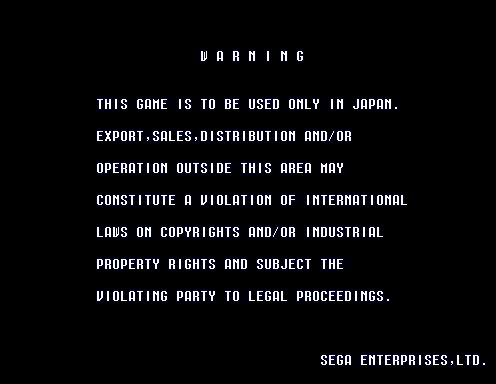 W A R N I N G
THIS GAME IS TO BE USED ONLY IN JAPAN.
EXPORT,SALES,DISTRIBUTION AND/OR
OPERATION OUTSIDE THIS AREA MAY
CONSTITUTE A VIOLATION OF INTERNATIONAL
LAWS ON COPYRIGHTS AND/OR INDUSTRIAL
PROPERTY RIGHTS AND SUBJECT THE
VIOLATING PARTY TO LEGAL PROCEEDINGS.
SEGA ENTERPRISES,LTD.